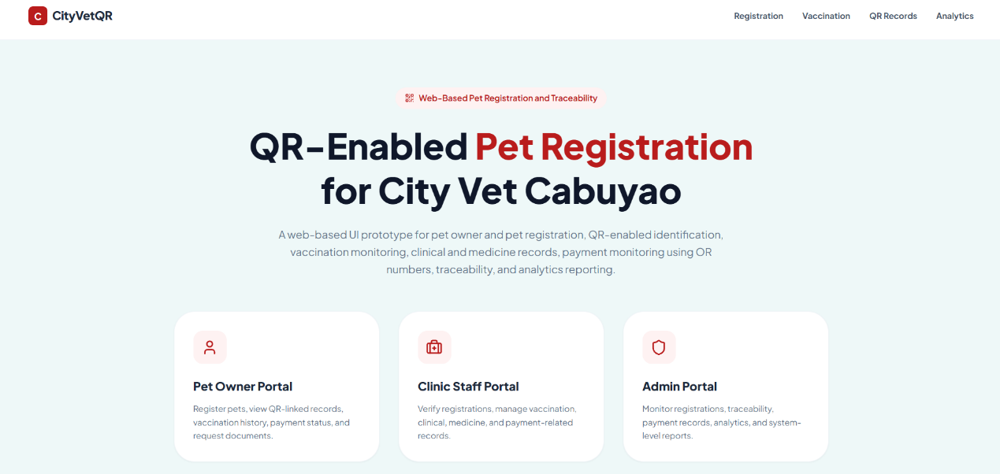 C CityVetQR
Registration Vaccination QR Records Analytics
Web-Based Pet Registration and Traceability
QR-Enabled Pet Registration
for City Vet Cabuyao
A web-based UI prototype for pet owner and pet registration, QR-enabled identification,
vaccination monitoring, clinical and medicine records, payment monitoring using OR
numbers, traceability, and analytics reporting.
Pet Owner Portal
Register pets, view QR-linked records,
vaccination history, payment status, and
request documents.
Clinic Staff Portal
Verify registrations, manage vaccination,
clinical, medicine, and payment-related
records.
Admin Portal
Monitor registrations, traceability,
payment records, analytics, and system-
level reports.